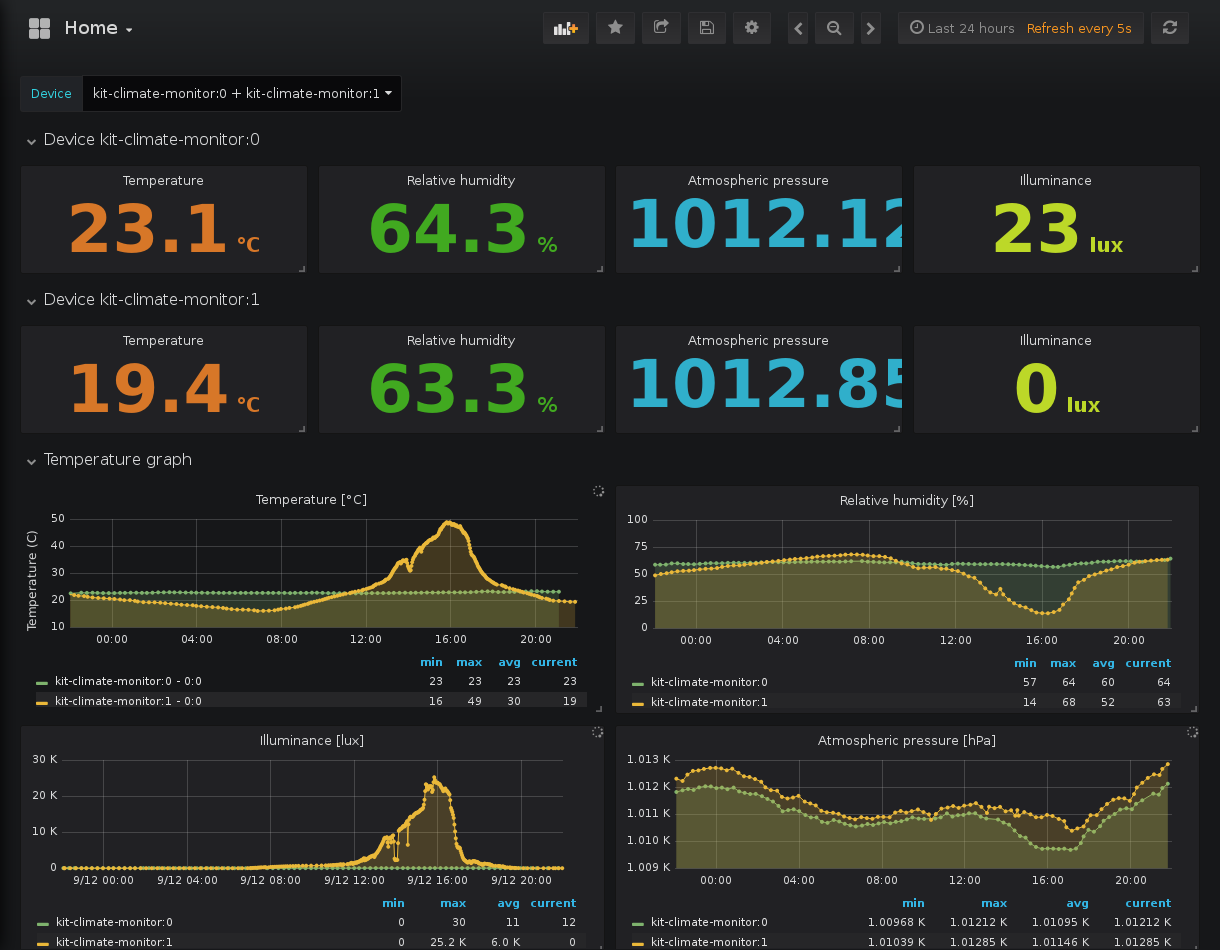 Home
Last 24 hours Refresh every 5s
Device kit-climate-monitor:0 + kit-climate-monitor:1
Device kit-climate-monitor:0
Temperature Relative humidity Atmospheric pressure Illuminance
23.1 °C 64.3 % 1012.12 23 lux
Device kit-climate-monitor:1
Temperature Relative humidity Atmospheric pressure Illuminance
19.4 °C 63.3 % 1012.85 0 lux
Temperature graph
Temperature [°C]
Temperature (C)
50
40
30
20
10
00:00 04:00 08:00 12:00 16:00 20:00
min max avg current
kit-climate-monitor:0 - 0:0 23 23 23 23
kit-climate-monitor:1 - 0:0 16 49 30 19
Relative humidity [%]
100
75
50
25
0
00:00 04:00 08:00 12:00 16:00 20:00
min max avg current
kit-climate-monitor:0 57 64 60 64
kit-climate-monitor:1 14 68 52 63
Illuminance [lux]
30 K
20 K
10 K
0
9/12 00:00 9/12 04:00 9/12 08:00 9/12 12:00 9/12 16:00 9/12 20:00
min max avg current
kit-climate-monitor:0 0 30 11 12
kit-climate-monitor:1 0 25.2 K 6.0 K 0
Atmospheric pressure [hPa]
1.013 K
1.012 K
1.011 K
1.010 K
1.009 K
00:00 04:00 08:00 12:00 16:00 20:00
min max avg current
kit-climate-monitor:0 1.00968 K 1.01212 K 1.01095 K 1.01212 K
kit-climate-monitor:1 1.01039 K 1.01285 K 1.01146 K 1.01285 K